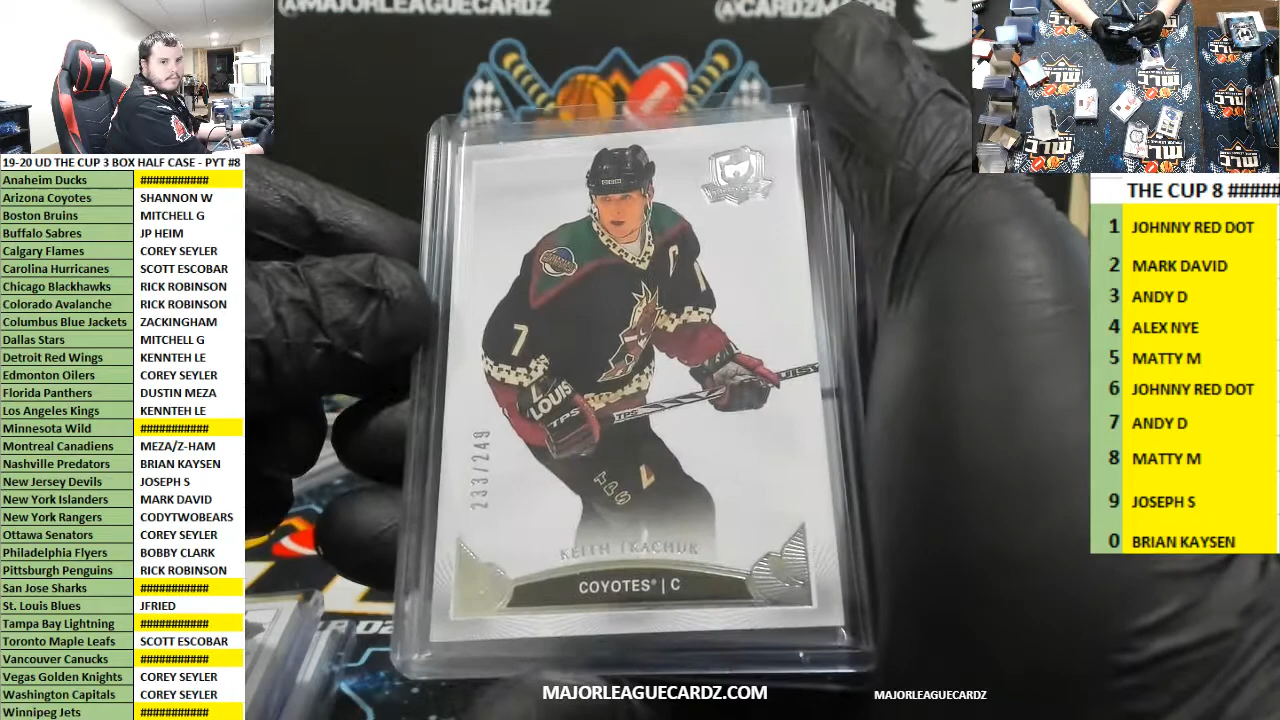 @MAJORLEAGUECARDZ
@CARDZMAJOR
19-20 UD THE CUP 3 BOX HALF CASE - PYT #8
Anaheim Ducks ###########
Arizona Coyotes SHANNON W
Boston Bruins MITCHELL G
Buffalo Sabres JP HEIM
Calgary Flames COREY SEYLER
Carolina Hurricanes SCOTT ESCOBAR
Chicago Blackhawks RICK ROBINSON
Colorado Avalanche RICK ROBINSON
Columbus Blue Jackets ZACKINGHAM
Dallas Stars MITCHELL G
Detroit Red Wings KENNTEH LE
Edmonton Oilers COREY SEYLER
Florida Panthers DUSTIN MEZA
Los Angeles Kings KENNTEH LE
Minnesota Wild ###########
Montreal Canadiens MEZA/Z-HAM
Nashville Predators BRIAN KAYSEN
New Jersey Devils JOSEPH S
New York Islanders MARK DAVID
New York Rangers CODYTWOBEARS
Ottawa Senators COREY SEYLER
Philadelphia Flyers BOBBY CLARK
Pittsburgh Penguins RICK ROBINSON
San Jose Sharks ###########
St. Louis Blues JFRIED
Tampa Bay Lightning ###########
Toronto Maple Leafs SCOTT ESCOBAR
Vancouver Canucks ###########
Vegas Golden Knights COREY SEYLER
Washington Capitals COREY SEYLER
Winnipeg Jets ###########
7
LOUIS
TPS
TPS
TPS
233/249
KEITH TKACHUK
COYOTES | C
THE CUP 8 #####
1 JOHNNY RED DOT
2 MARK DAVID
3 ANDY D
4 ALEX NYE
5 MATTY M
6 JOHNNY RED DOT
7 ANDY D
8 MATTY M
9 JOSEPH S
0 BRIAN KAYSEN
MAJORLEAGUECARDZ.COM
MAJORLEAGUECARDZ